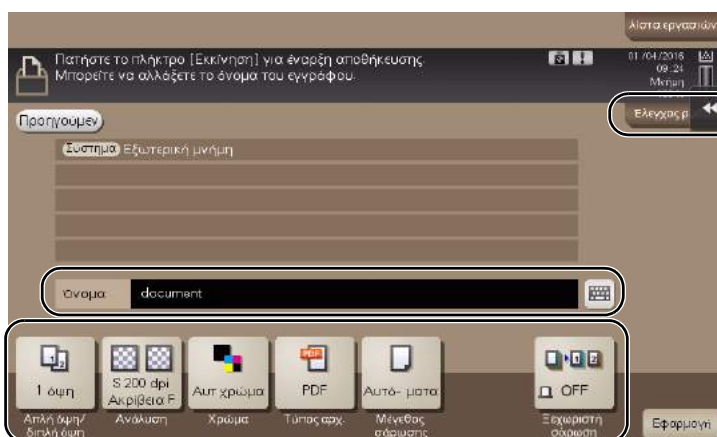 Λίστα εργασιών
Πατήστε το πλήκτρο [Εκκίνηση] για έναρξη αποθήκευσης.
Μπορείτε να αλλάξετε το όνομα του εγγράφου.
01/04/2016
09:24
Μνήμη
Έλεγχος ρ
Προηγούμεν
Σύστημα Εξωτερική μνήμη
Όνομα document
1 όψη
S 200 dpi
Ακρίβεια F
Αυτ χρώμα
PDF
Αυτό- ματα
OFF
Απλή όψη/
διπλή όψη
Ανάλυση
Χρώμα
Τύπος αρχ.
Μέγεθος
σάρωσης
Ξεχωριστή
σάρωση
Εφαρμογή